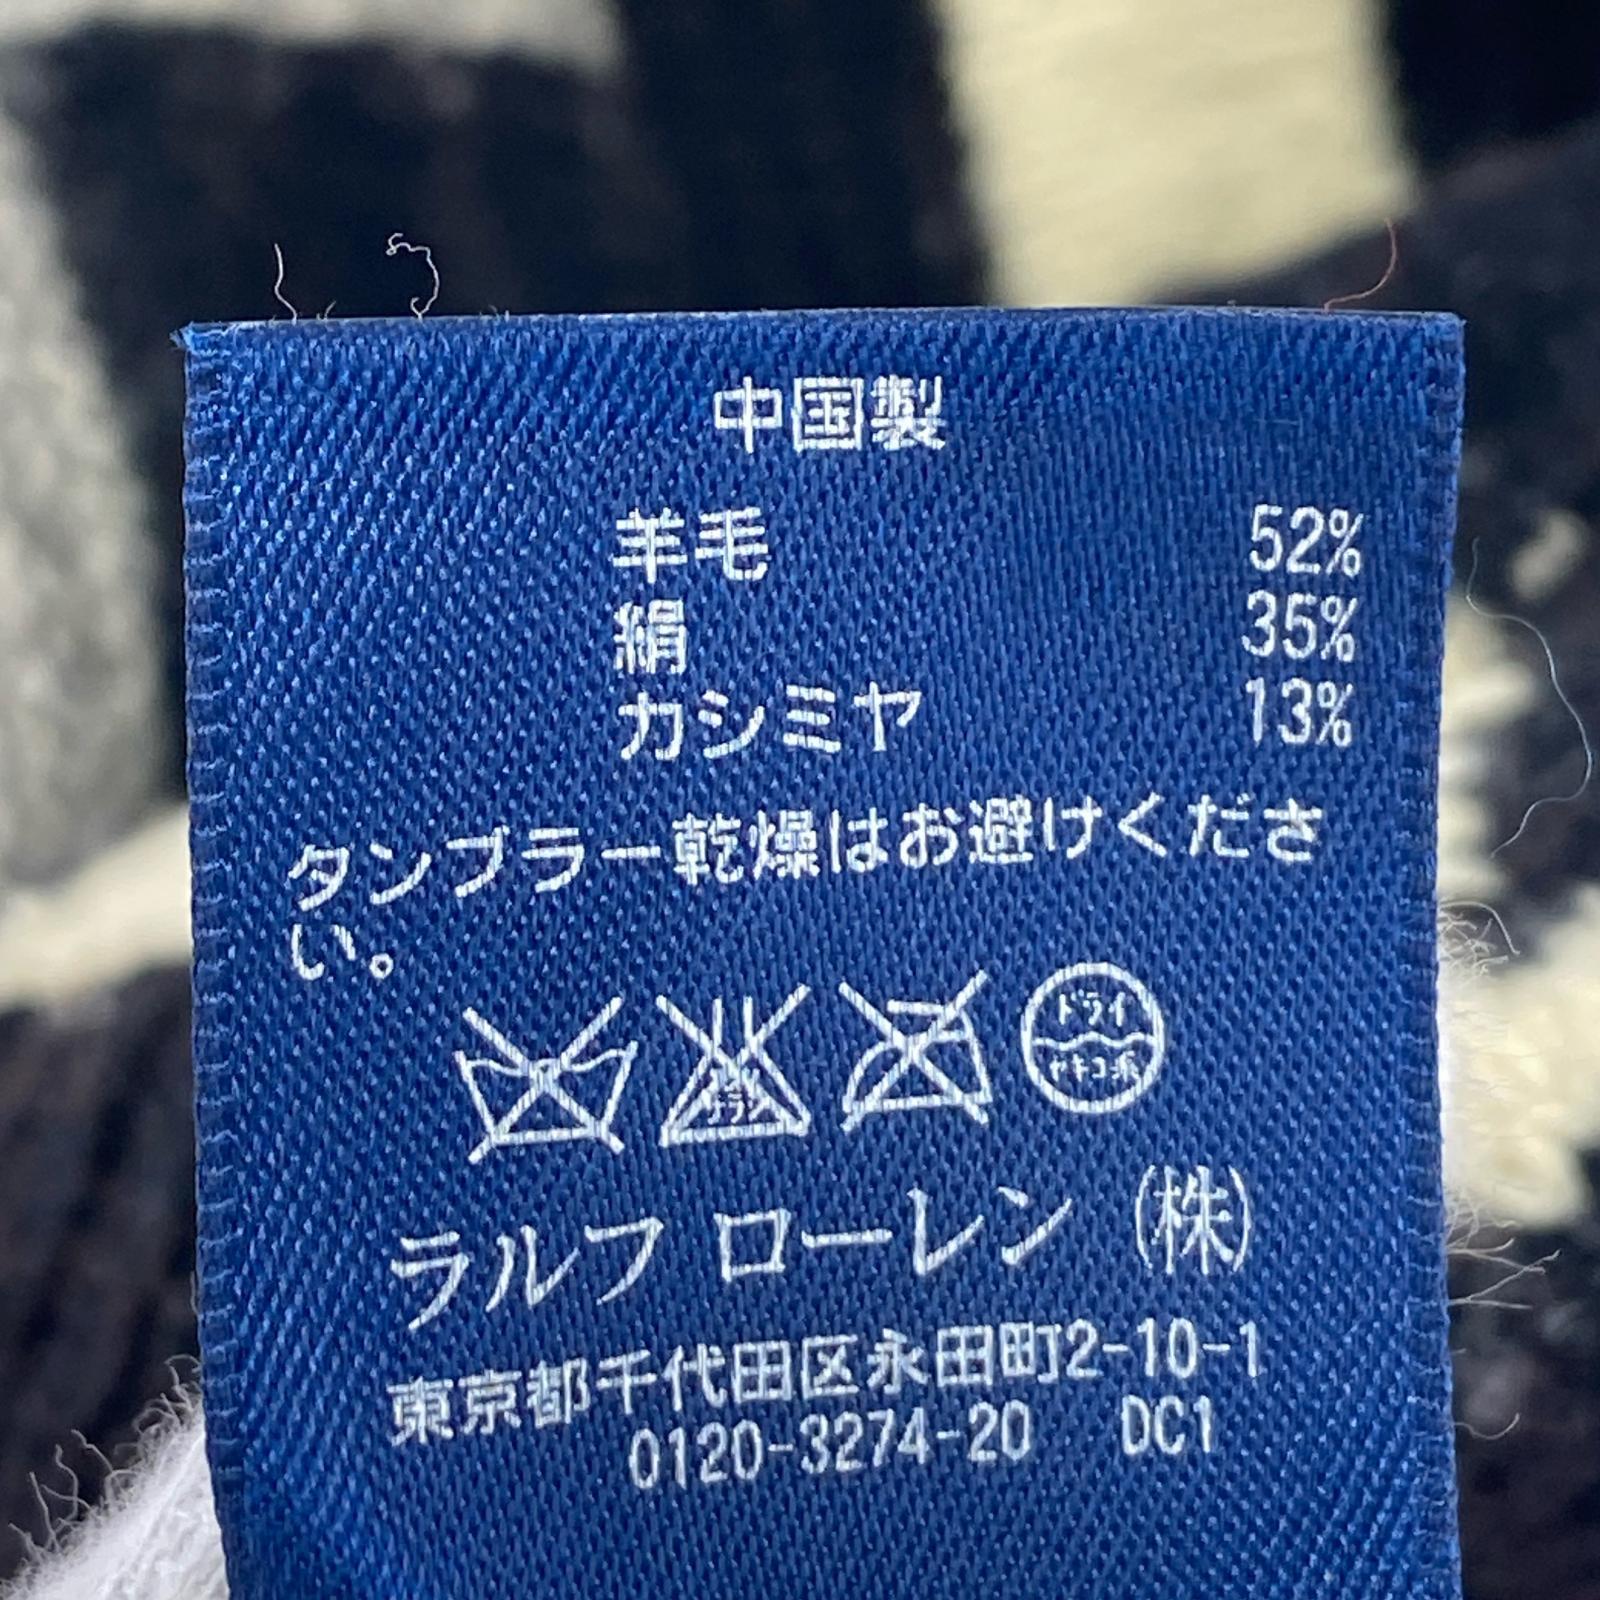 中国製
羊毛 52%
絹 35%
カシミヤ 13%
タンブラー乾燥はお避けくださ
い。
ドライ
ラルフ ローレン (株)
東京都千代田区永田町2-10-1
0120-3274-20 DC1